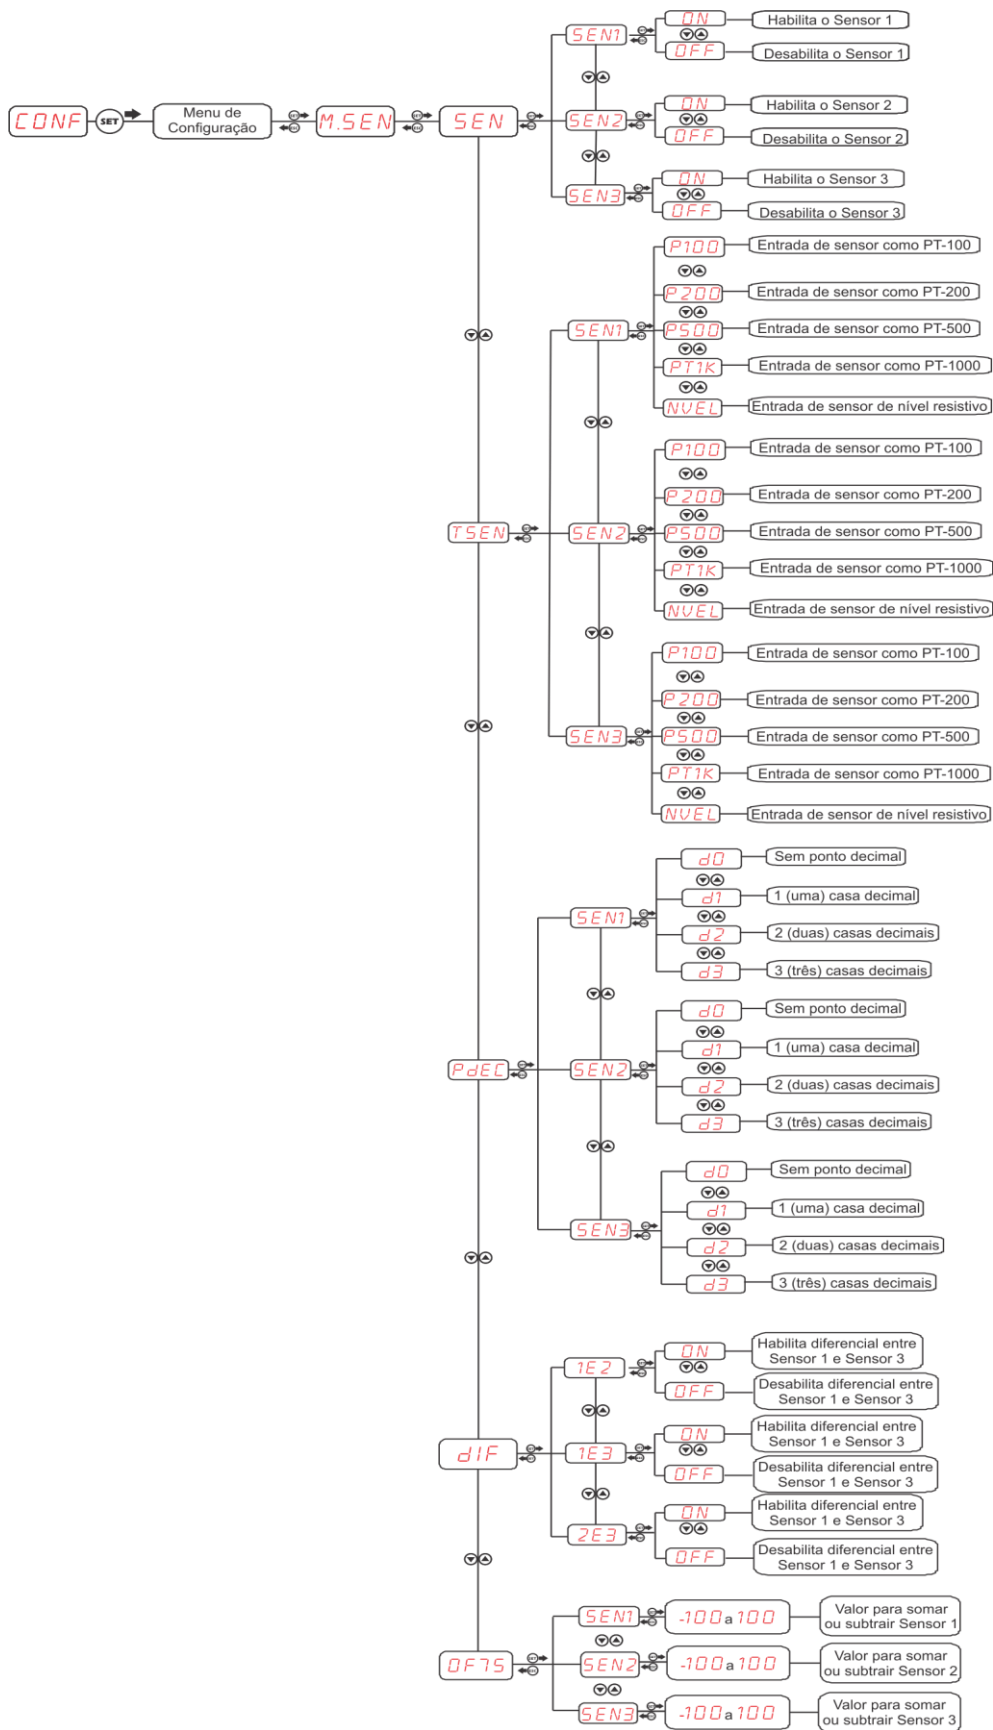 CONF
SET
Menu de
Configuração
M.SEN
SEN
SEN1
ON
Habilita o Sensor 1
OFF
Desabilita o Sensor 1
SEN2
ON
Habilita o Sensor 2
OFF
Desabilita o Sensor 2
SEN3
ON
Habilita o Sensor 3
OFF
Desabilita o Sensor 3
TSEN
SEN1
P100
Entrada de sensor como PT-100
P200
Entrada de sensor como PT-200
P500
Entrada de sensor como PT-500
PT1K
Entrada de sensor como PT-1000
NVEL
Entrada de sensor de nível resistivo
SEN2
P100
Entrada de sensor como PT-100
P200
Entrada de sensor como PT-200
P500
Entrada de sensor como PT-500
PT1K
Entrada de sensor como PT-1000
NVEL
Entrada de sensor de nível resistivo
SEN3
P100
Entrada de sensor como PT-100
P200
Entrada de sensor como PT-200
P500
Entrada de sensor como PT-500
PT1K
Entrada de sensor como PT-1000
NVEL
Entrada de sensor de nível resistivo
PdEC
SEN1
d0
Sem ponto decimal
d1
1 (uma) casa decimal
d2
2 (duas) casas decimais
d3
3 (três) casas decimais
SEN2
d0
Sem ponto decimal
d1
1 (uma) casa decimal
d2
2 (duas) casas decimais
d3
3 (três) casas decimais
SEN3
d0
Sem ponto decimal
d1
1 (uma) casa decimal
d2
2 (duas) casas decimais
d3
3 (três) casas decimais
dIF
1E2
ON
Habilita diferencial entre
Sensor 1 e Sensor 3
OFF
Desabilita diferencial entre
Sensor 1 e Sensor 3
1E3
ON
Habilita diferencial entre
Sensor 1 e Sensor 3
OFF
Desabilita diferencial entre
Sensor 1 e Sensor 3
2E3
ON
Habilita diferencial entre
Sensor 1 e Sensor 3
OFF
Desabilita diferencial entre
Sensor 1 e Sensor 3
OFTS
SEN1
-100 a 100
Valor para somar
ou subtrair Sensor 1
SEN2
-100 a 100
Valor para somar
ou subtrair Sensor 2
SEN3
-100 a 100
Valor para somar
ou subtrair Sensor 3